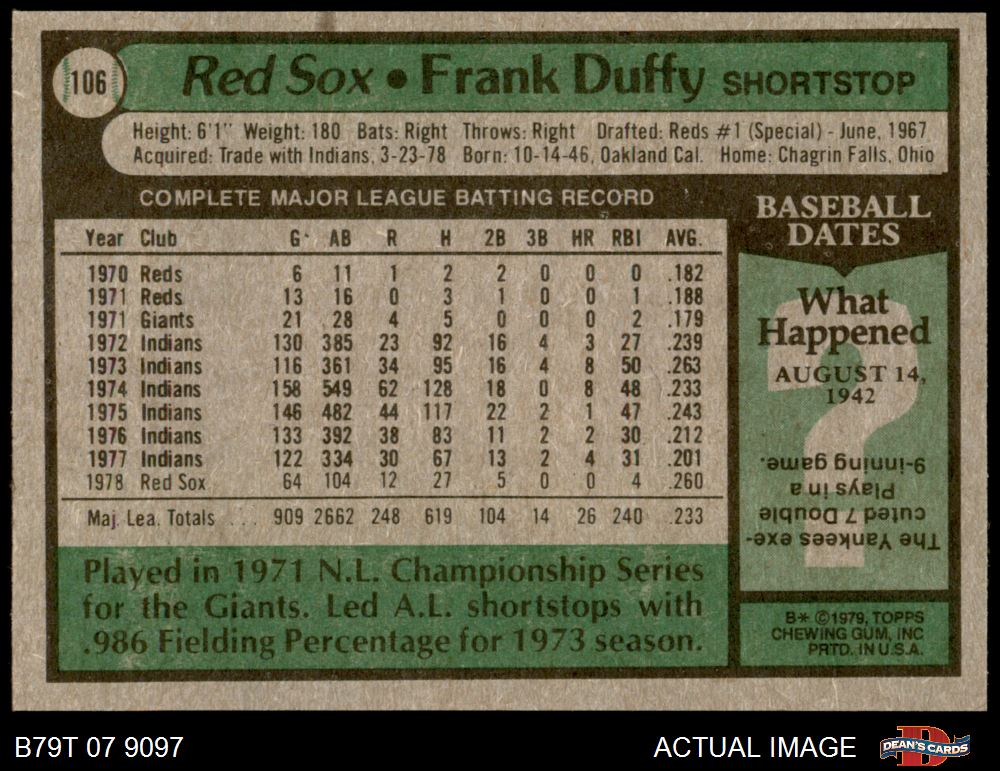 106
Red Sox • Frank Duffy SHORTSTOP
Height: 6'1" Weight: 180 Bats: Right Throws: Right Drafted: Reds #1 (Special) - June, 1967
Acquired: Trade with Indians, 3-23-78 Born: 10-14-46, Oakland Cal. Home: Chagrin Falls, Ohio
COMPLETE MAJOR LEAGUE BATTING RECORD
Year Club G AB R H 2B 3B HR RBI AVG.
1970 Reds 6 11 1 2 2 0 0 0 .182
1971 Reds 13 16 0 3 1 0 0 1 .188
1971 Giants 21 28 4 5 0 0 0 2 .179
1972 Indians 130 385 23 92 16 4 3 27 .239
1973 Indians 116 361 34 95 16 4 8 50 .263
1974 Indians 158 549 62 128 18 0 8 48 .233
1975 Indians 146 482 44 117 22 2 1 47 .243
1976 Indians 133 392 38 83 11 2 2 30 .212
1977 Indians 122 334 30 67 13 2 4 31 .201
1978 Red Sox 64 104 12 27 5 0 0 4 .260
Maj. Lea. Totals ... 909 2662 248 619 104 14 26 240 .233
Played in 1971 N.L. Championship Series
for the Giants. Led A.L. shortstops with
.986 Fielding Percentage for 1973 season.
BASEBALL
DATES
What
Happened
AUGUST 14,
1942
The Yankees exe-
cuted 7 Double
Plays in a
9-inning game.
B* ©1979, TOPPS
CHEWING GUM, INC
PRTD. IN U.S.A.
B79T 07 9097
ACTUAL IMAGE
DEAN'S CARDS